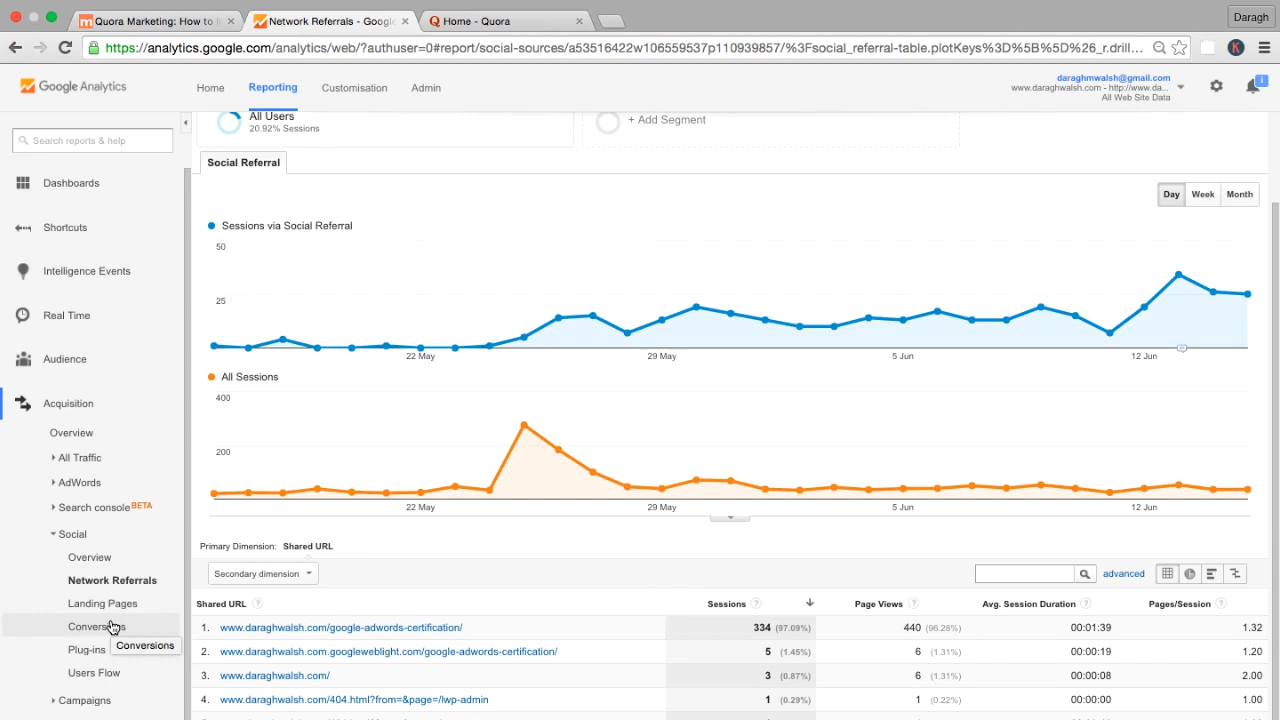 Quora Marketing: How to
Network Referrals - Google
Home - Quora
Daragh
https://analytics.google.com/analytics/web/?authuser=0#report/social-sources/a53516422w106559537p110939857/%3Fsocial_referral-table.plotKeys%3D%5B%5D%26_r.drill...
Google Analytics
Home
Reporting
Customisation
Admin
daraghmwalsh@gmail.com
www.daraghwalsh.com - http://www.da...
All Web Site Data
All Users
20.92% Sessions
+ Add Segment
Search reports & help
Dashboards
Shortcuts
Intelligence Events
Real Time
Audience
Acquisition
Overview
All Traffic
AdWords
Search console BETA
Social
Overview
Network Referrals
Landing Pages
Conversions
Conversions
Plug-ins
Users Flow
Campaigns
Social Referral
Day
Week
Month
Sessions via Social Referral
50
25
22 May
29 May
5 Jun
12 Jun
All Sessions
400
200
22 May
29 May
5 Jun
12 Jun
Primary Dimension: Shared URL
Secondary dimension
advanced
Shared URL ? Sessions ? Page Views ? Avg. Session Duration ? Pages/Session ?
1. www.daraghwalsh.com/google-adwords-certification/ 334 (97.09%) 440 (96.28%) 00:01:39 1.32
2. www.daraghwalsh.com.googleweblight.com/google-adwords-certification/ 5 (1.45%) 6 (1.31%) 00:00:19 1.20
3. www.daraghwalsh.com/ 3 (0.87%) 6 (1.31%) 00:00:08 2.00
4. www.daraghwalsh.com/404.html?from=&page=/lwp-admin 1 (0.29%) 1 (0.22%) 00:00:00 1.00